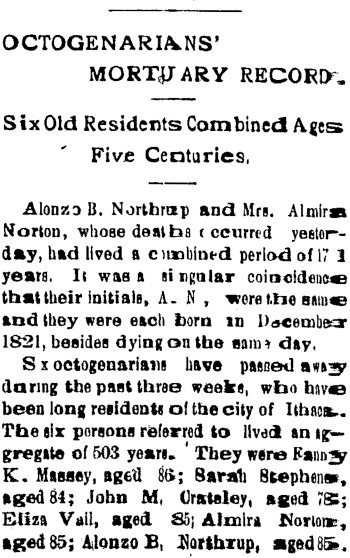 OCTOGENARIANS'
MORTUARY RECORD.
Six Old Residents Combined Ages
Five Centuries.
Alonzo B. Northrup and Mrs. Almira
Norton, whose deaths occurred yester-
day, had lived a combined period of 171
years. It was a singular coincidence
that their initials, A. N., were the same
and they were each born in December
1821, besides dying on the same day.
Six octogenarians have passed away
during the past three weeks, who have
been long residents of the city of Ithaca.
The six persons referred to lived an ag-
gregate of 503 years. They were Fanny
K. Massey, aged 86; Sarah Stephens,
aged 84; John M. Crateley, aged 78;
Eliza Vail, aged 85; Almira Norton,
aged 85; Alonzo B. Northrup, aged 85.